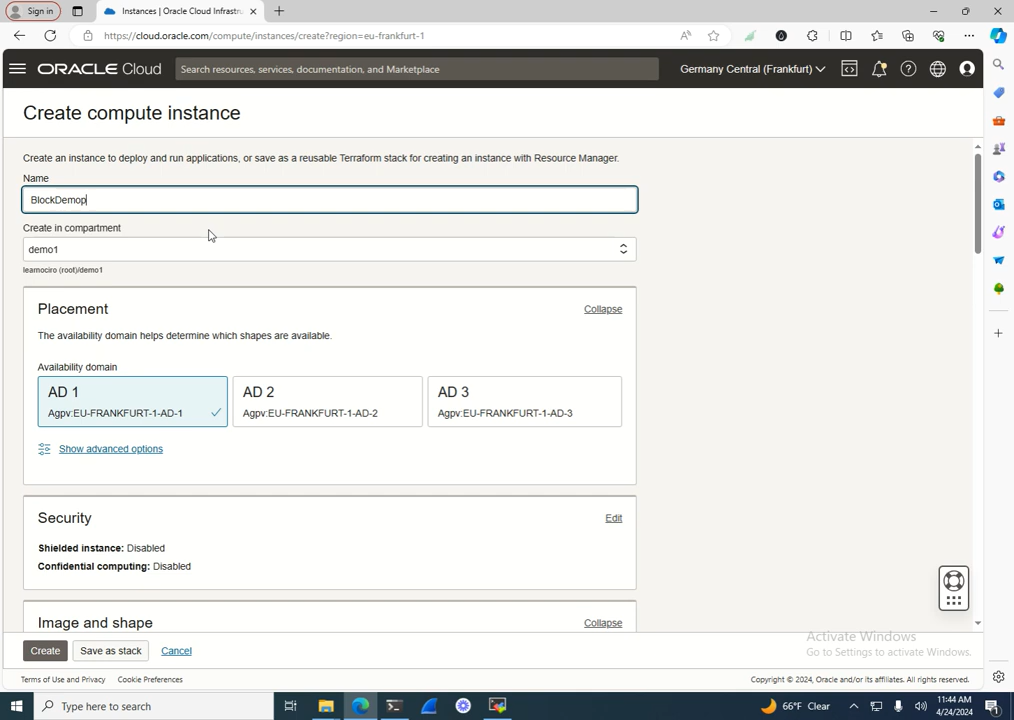 Sign in
Instances | Oracle Cloud Infrastru
https://cloud.oracle.com/compute/instances/create?region=eu-frankfurt-1
ORACLE Cloud
Search resources, services, documentation, and Marketplace
Germany Central (Frankfurt)
Create compute instance
Create an instance to deploy and run applications, or save as a reusable Terraform stack for creating an instance with Resource Manager.
Name
BlockDemop
Create in compartment
demo1
learnociro (root)/demo1
Placement
Collapse
The availability domain helps determine which shapes are available.
Availability domain
AD 1
Agpv:EU-FRANKFURT-1-AD-1
AD 2
Agpv:EU-FRANKFURT-1-AD-2
AD 3
Agpv:EU-FRANKFURT-1-AD-3
Show advanced options
Security
Edit
Shielded instance: Disabled
Confidential computing: Disabled
Image and shape
Collapse
Create
Save as stack
Cancel
Activate Windows
Go to Settings to activate Windows.
Terms of Use and Privacy
Cookie Preferences
Copyright © 2024, Oracle and/or its affiliates. All rights reserved.
Type here to search
66°F Clear
11:44 AM
4/24/2024